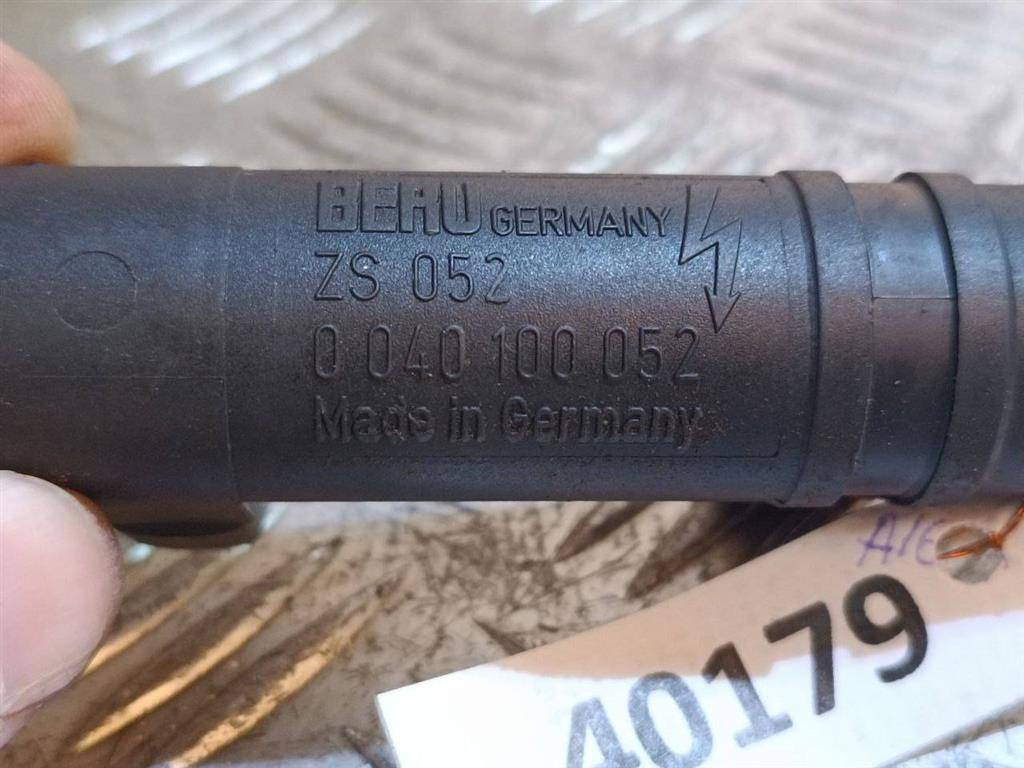 BERU GERMANY
ZS 052
0 040 100 052
Made in Germany
A/E
40179